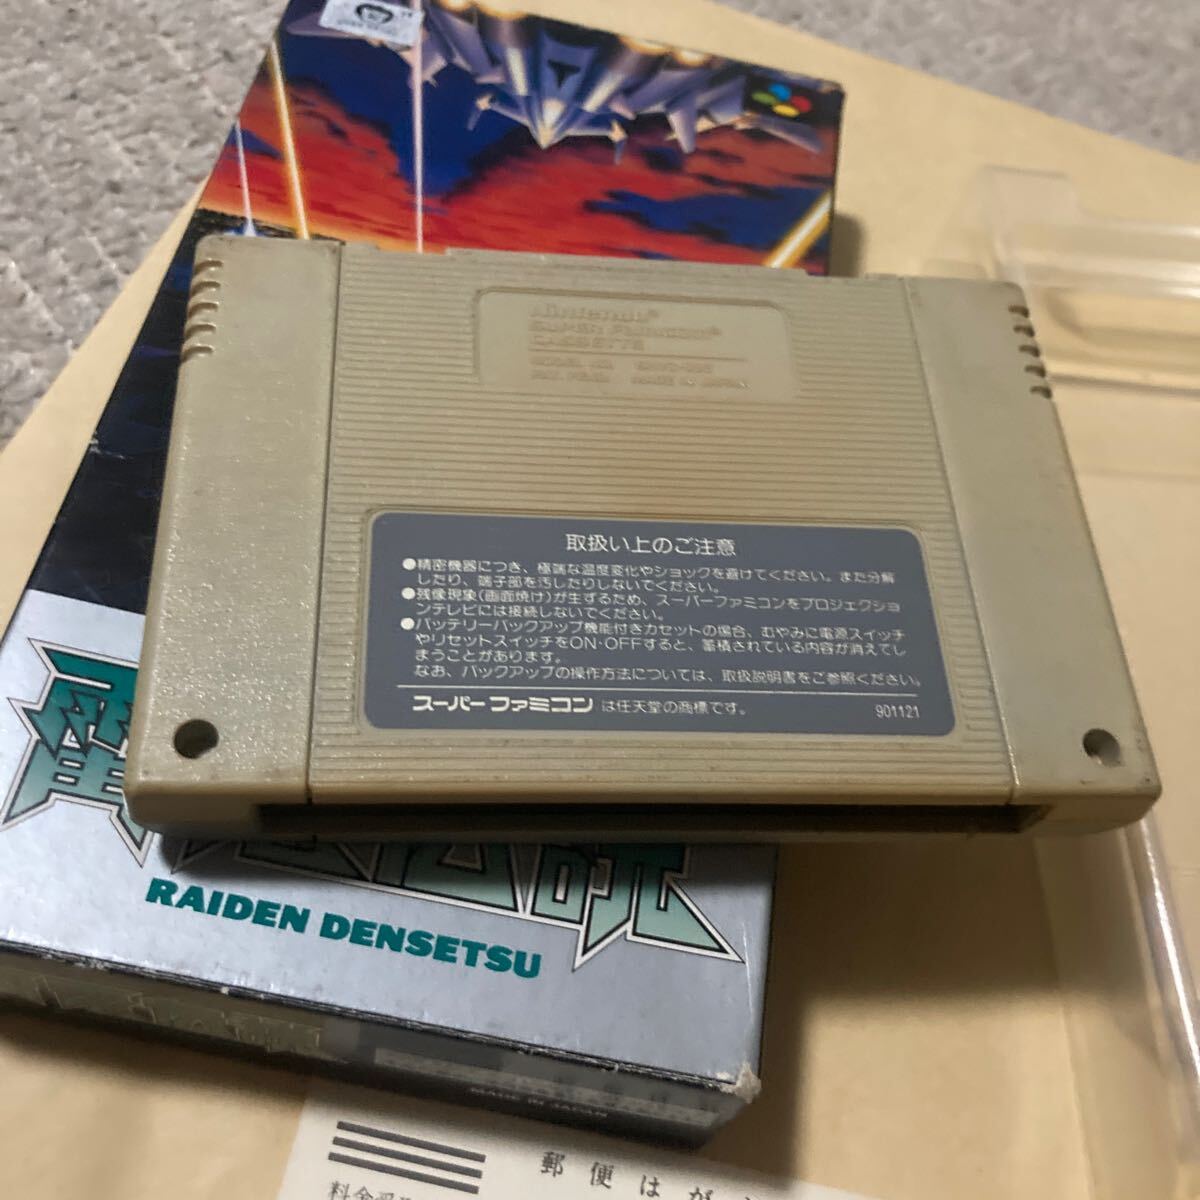 Nintendo®
SUPER FAMICOM®
CASSETTE
MADE IN JAPAN
取扱い上のご注意
●精密機器につき、極端な温度変化やショックを避けてください。また分解
したり、端子部を汚したりしないでください。
●残像現象(画面焼け)が生ずるため、スーパーファミコンをプロジェクショ
ンテレビには接続しないでください。
●バッテリーバックアップ機能付きカセットの場合、むやみに電源スイッチ
やリセットスイッチをON・OFFすると、蓄積されている内容が消えてし
まうことがあります。
なお、バックアップの操作方法については、取扱説明書をご参照ください。
スーパーファミコン は任天堂の商標です。
901121
RAIDEN DENSETSU
MADE IN JAPAN
郵便はが